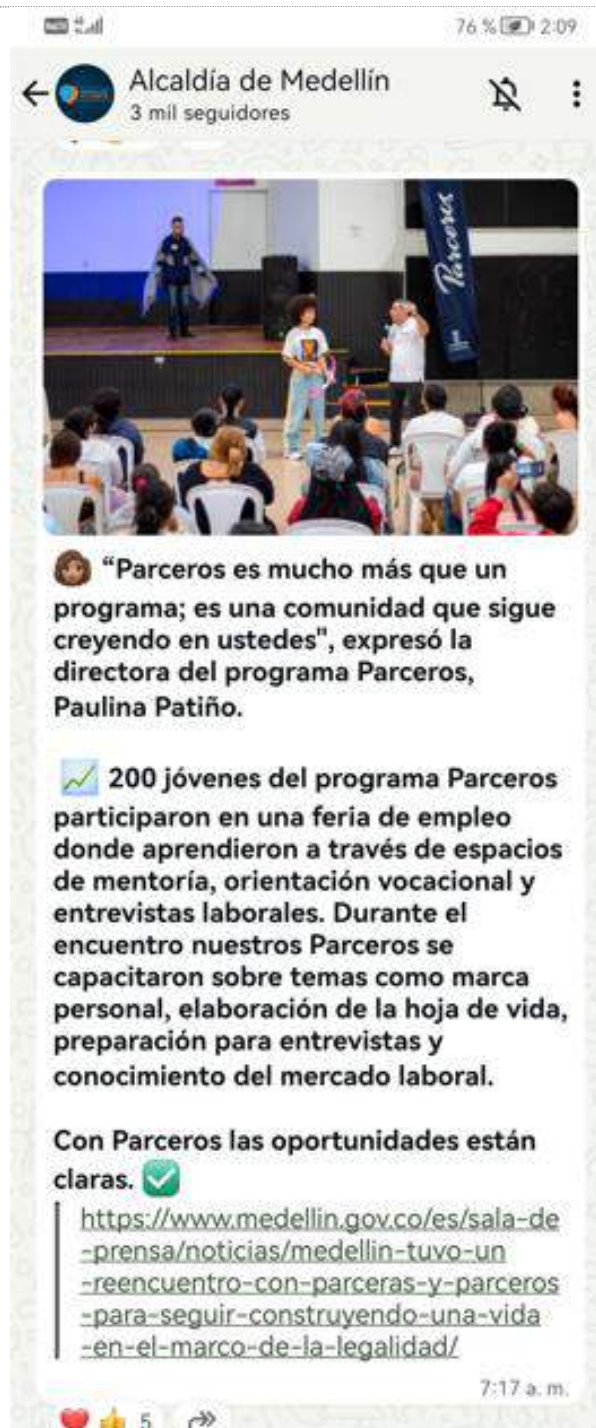 76 % 2:09
Alcaldía de Medellín
3 mil seguidores
Parceros
"Parceros es mucho más que un
programa; es una comunidad que sigue
creyendo en ustedes", expresó la
directora del programa Parceros,
Paulina Patiño.
200 jóvenes del programa Parceros
participaron en una feria de empleo
donde aprendieron a través de espacios
de mentoría, orientación vocacional y
entrevistas laborales. Durante el
encuentro nuestros Parceros se
capacitaron sobre temas como marca
personal, elaboración de la hoja de vida,
preparación para entrevistas y
conocimiento del mercado laboral.
Con Parceros las oportunidades están
claras. ✅
https://www.medellin.gov.co/es/sala-de
-prensa/noticias/medellin-tuvo-un
-reencuentro-con-parceras-y-parceros
-para-seguir-construyendo-una-vida
-en-el-marco-de-la-legalidad/
7:17 a. m.
5